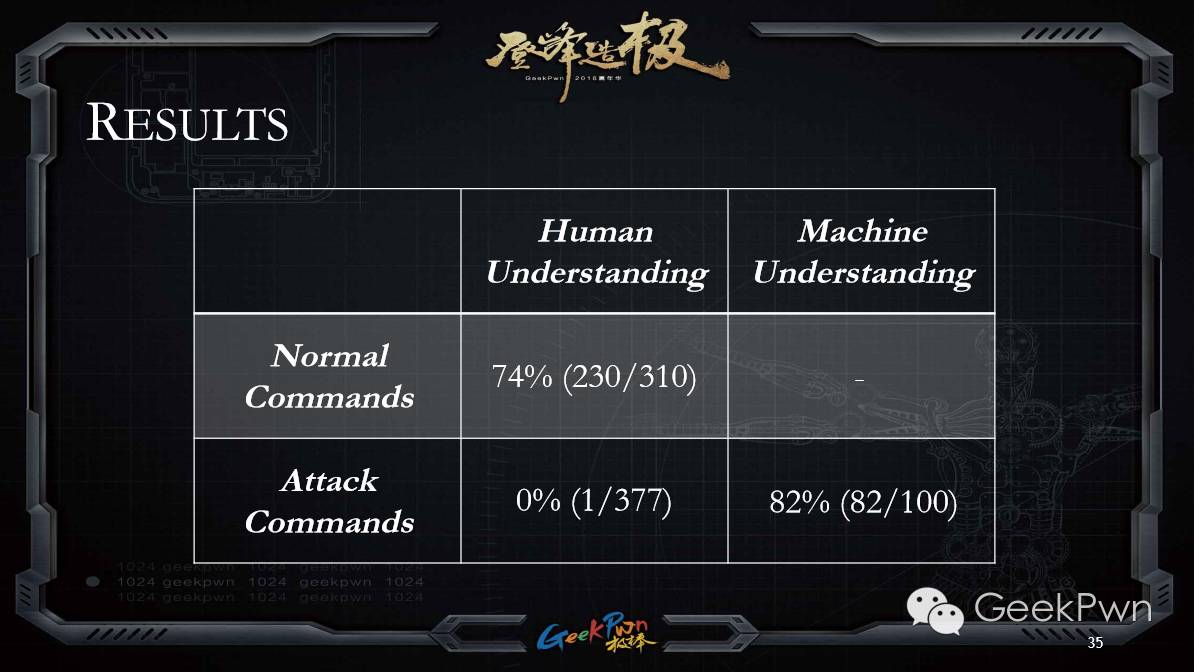 登峰造极
GeekPwn 2016嘉年华
RESULTS
Human
Understanding
Machine
Understanding
Normal
Commands
74% (230/310)
-
Attack
Commands
0% (1/377)
82% (82/100)
1024 geekpwn 1024 geekpwn 1024
1024 geekpwn 1024 geekpwn 1024
1024 geekpwn 1024 geekpwn 1024
GeekPwn
极棒
GeekPwn
35